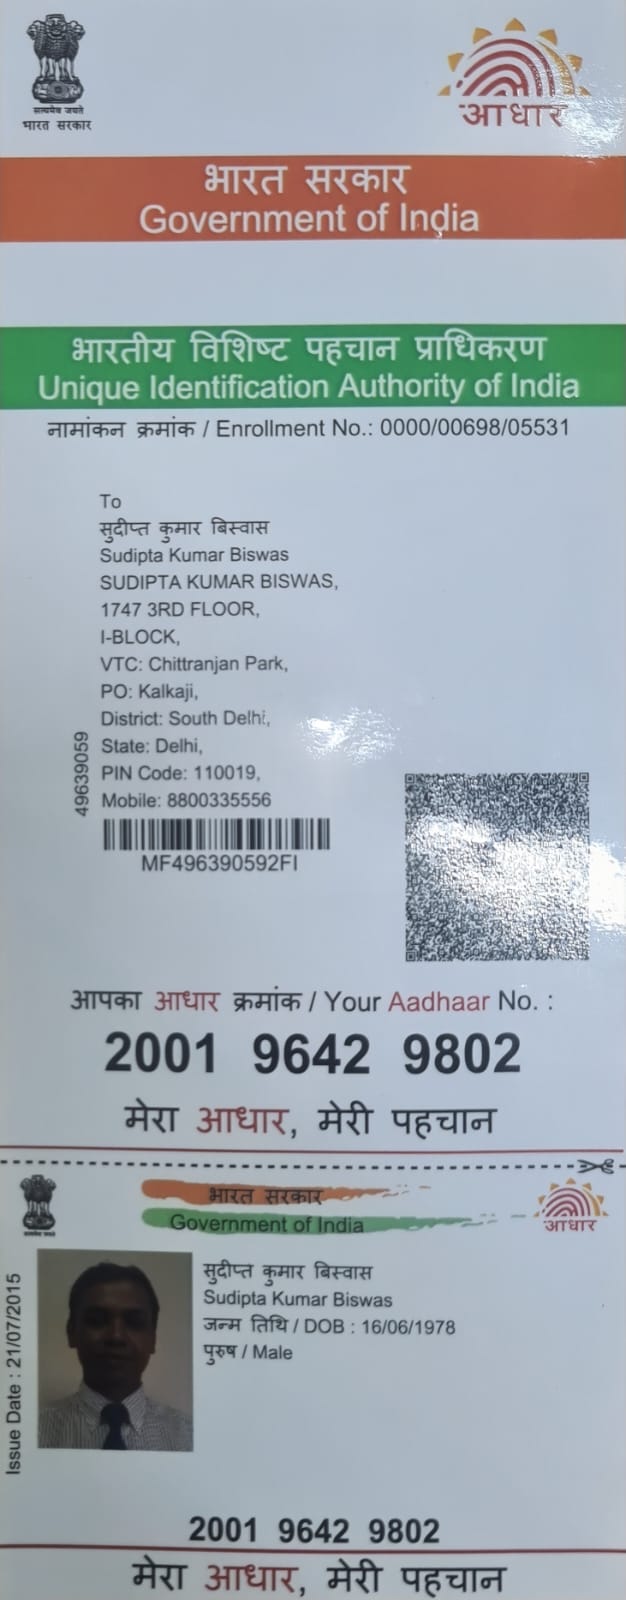 सत्यमेव जयते
भारत सरकार
आधार
भारत सरकार
Government of India
भारतीय विशिष्ट पहचान प्राधिकरण
Unique Identification Authority of India
नामांकन क्रमांक / Enrollment No.: 0000/00698/05531
To
सुदीप्त कुमार बिस्वास
Sudipta Kumar Biswas
SUDIPTA KUMAR BISWAS,
1747 3RD FLOOR,
I-BLOCK,
VTC: Chittranjan Park,
PO: Kalkaji,
District: South Delhi,
State: Delhi,
PIN Code: 110019,
Mobile: 8800335556
49639059
MF496390592FI
आपका आधार क्रमांक / Your Aadhaar No. :
2001 9642 9802
मेरा आधार, मेरी पहचान
भारत सरकार
Government of India
आधार
सुदीप्त कुमार बिस्वास
Sudipta Kumar Biswas
जन्म तिथि / DOB : 16/06/1978
पुरुष / Male
Issue Date : 21/07/2015
2001 9642 9802
मेरा आधार, मेरी पहचान